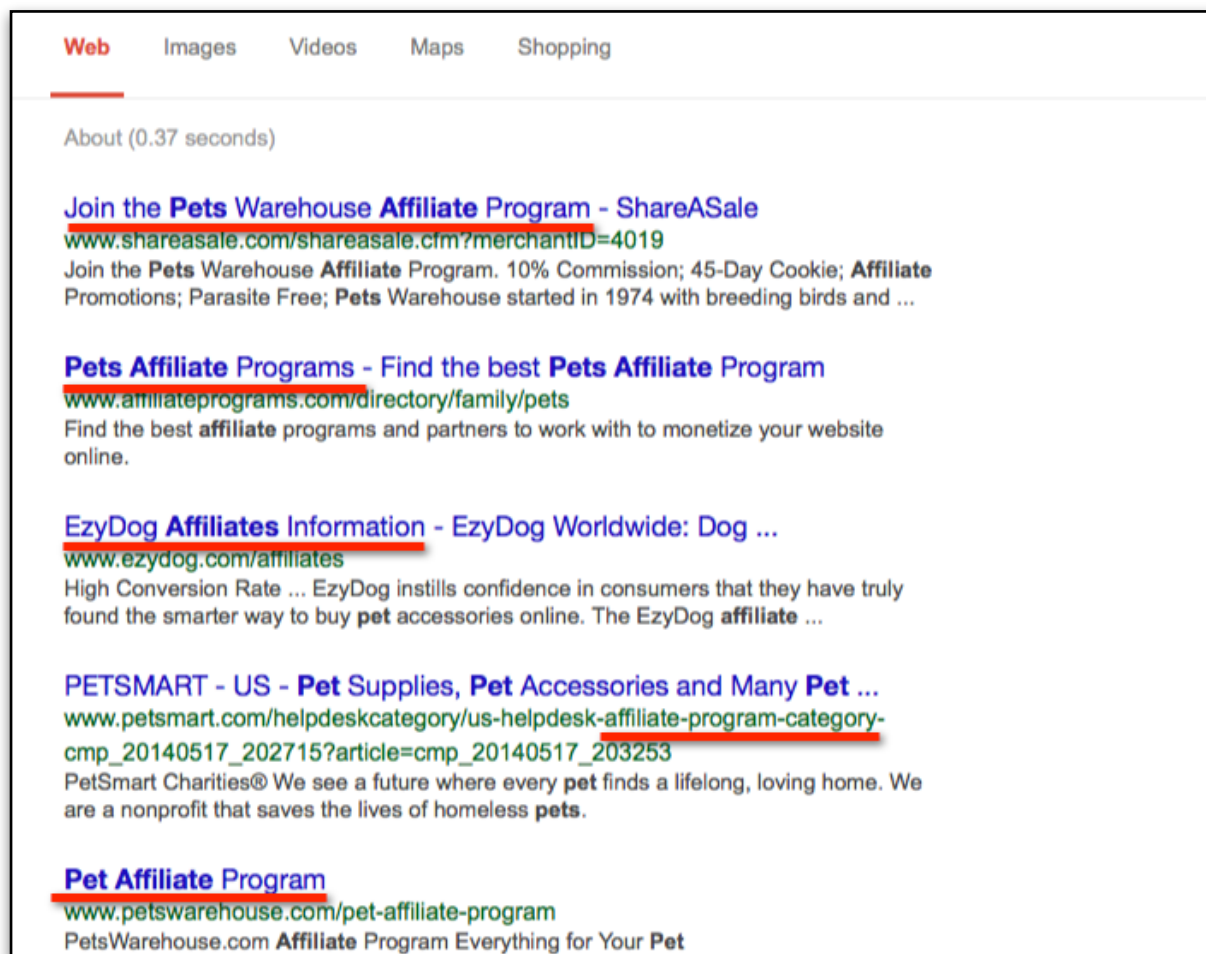 Web Images Videos Maps Shopping
About (0.37 seconds)
Join the Pets Warehouse Affiliate Program - ShareASale
www.shareasale.com/shareasale.cfm?merchantID=4019
Join the Pets Warehouse Affiliate Program. 10% Commission; 45-Day Cookie; Affiliate
Promotions; Parasite Free; Pets Warehouse started in 1974 with breeding birds and ...
Pets Affiliate Programs - Find the best Pets Affiliate Program
www.affiliateprograms.com/directory/family/pets
Find the best affiliate programs and partners to work with to monetize your website
online.
EzyDog Affiliates Information - EzyDog Worldwide: Dog ...
www.ezydog.com/affiliates
High Conversion Rate ... EzyDog instills confidence in consumers that they have truly
found the smarter way to buy pet accessories online. The EzyDog affiliate ...
PETSMART - US - Pet Supplies, Pet Accessories and Many Pet ...
www.petsmart.com/helpdeskcategory/us-helpdesk-affiliate-program-category-
cmp_20140517_202715?article=cmp_20140517_203253
PetSmart Charities® We see a future where every pet finds a lifelong, loving home. We
are a nonprofit that saves the lives of homeless pets.
Pet Affiliate Program
www.petswarehouse.com/pet-affiliate-program
PetsWarehouse.com Affiliate Program Everything for Your Pet